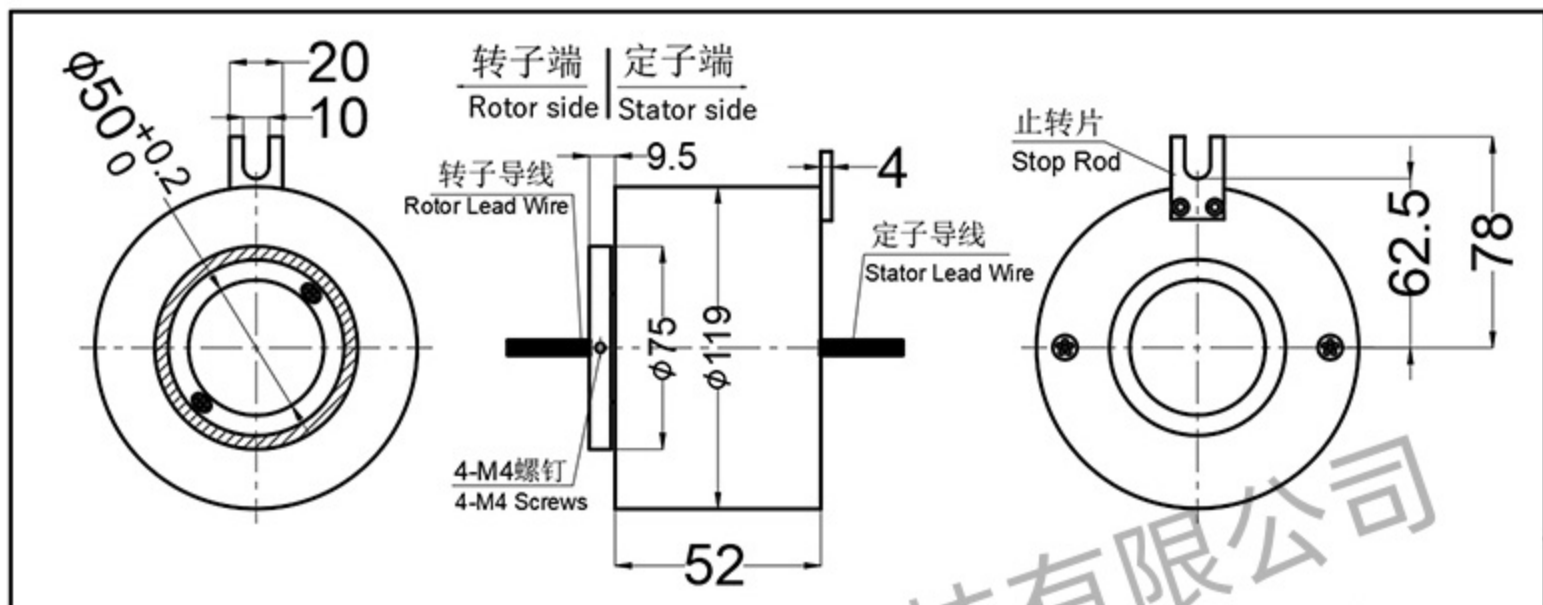 20
10
ϕ50 +0.2 0
转子端 定子端
Rotor side Stator side
9.5
4
转子导线
Rotor Lead Wire
定子导线
Stator Lead Wire
ϕ75
ϕ119
4-M4螺钉
4-M4 Screws
52
止转片
Stop Rod
62.5
78
有限公司